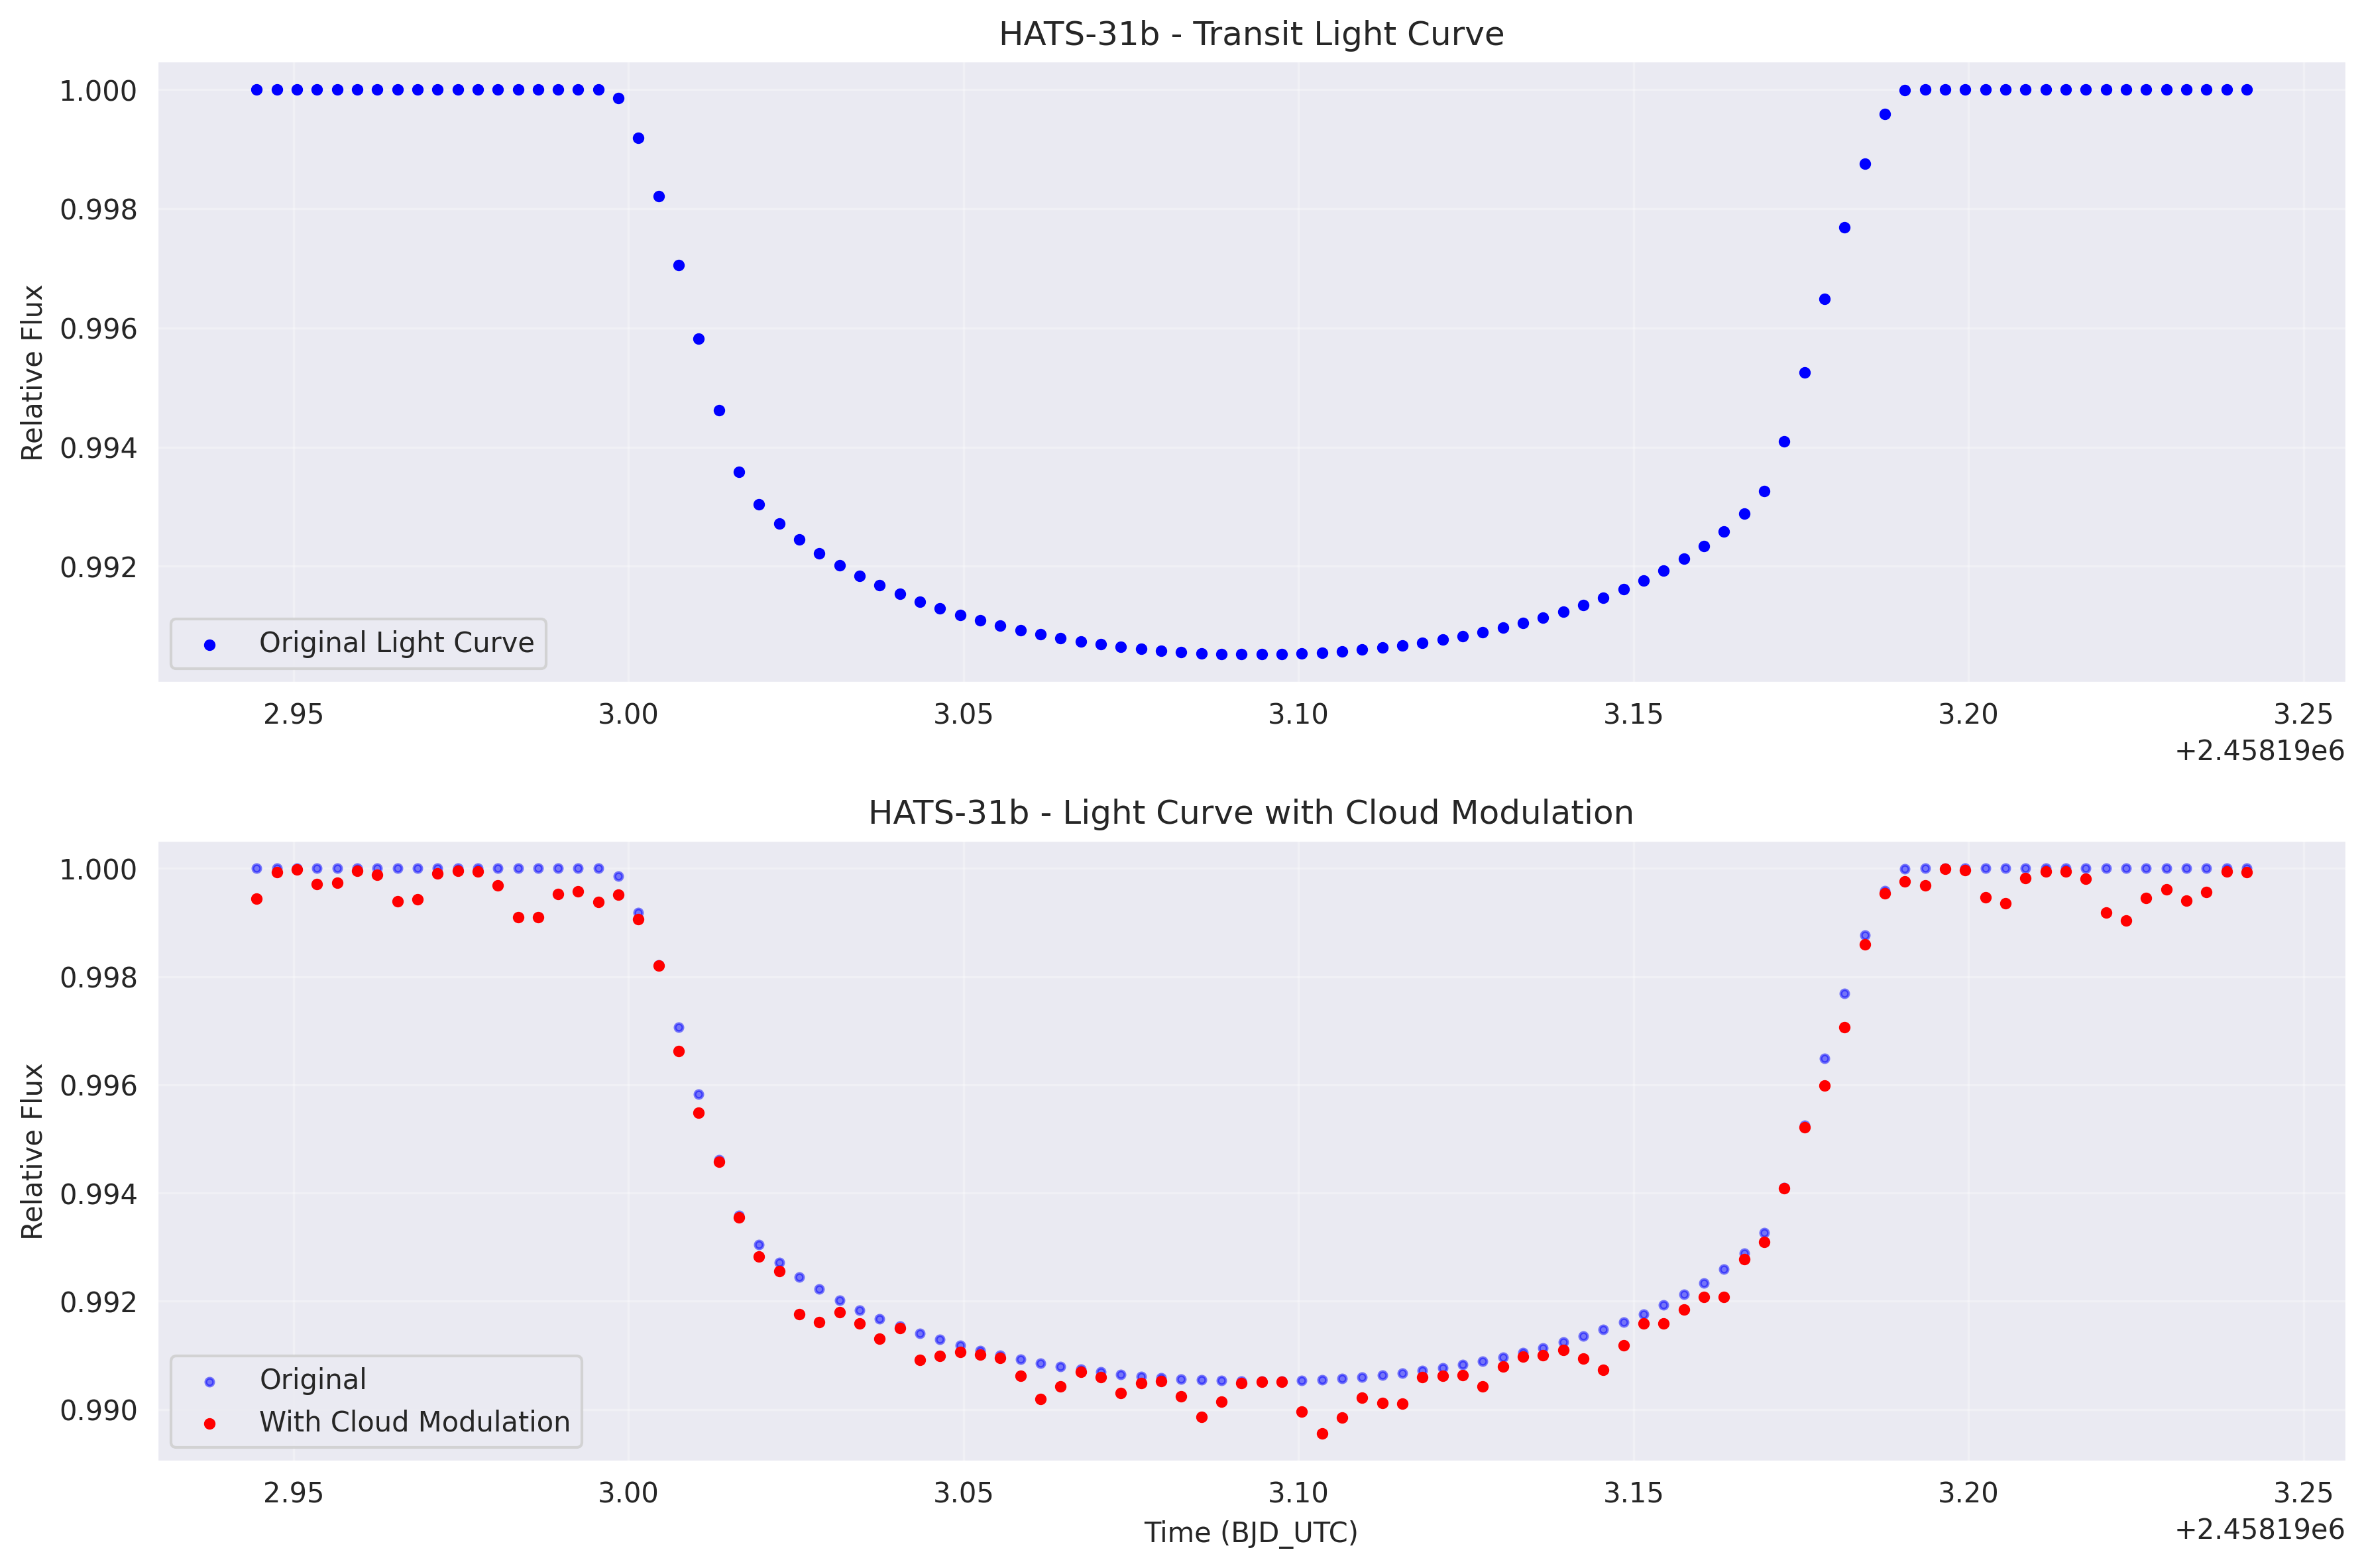 HATS-31b - Transit Light Curve
Relative Flux
1.000
0.998
0.996
0.994
0.992
Original Light Curve
2.95 3.00 3.05 3.10 3.15 3.20 3.25
+2.45819e6
HATS-31b - Light Curve with Cloud Modulation
Relative Flux
1.000
0.998
0.996
0.994
0.992
0.990
Original
With Cloud Modulation
2.95 3.00 3.05 3.10 3.15 3.20 3.25
Time (BJD_UTC)
+2.45819e6